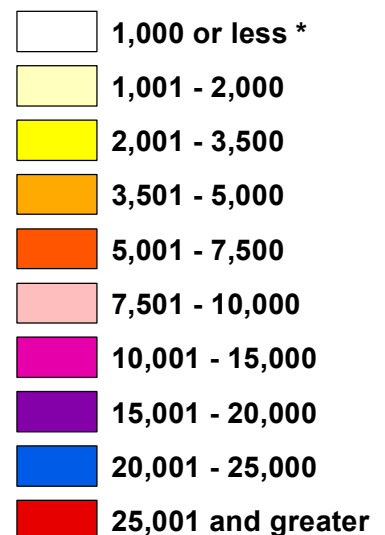 1,000 or less *
1,001 - 2,000
2,001 - 3,500
3,501 - 5,000
5,001 - 7,500
7,501 - 10,000
10,001 - 15,000
15,001 - 20,000
20,001 - 25,000
25,001 and greater